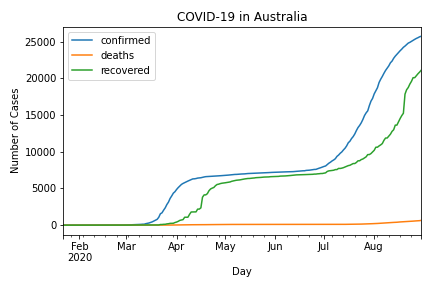 COVID-19 in Australia
confirmed
deaths
recovered
Number of Cases
25000
20000
15000
10000
5000
0
Feb Mar Apr May Jun Jul Aug
2020
Day